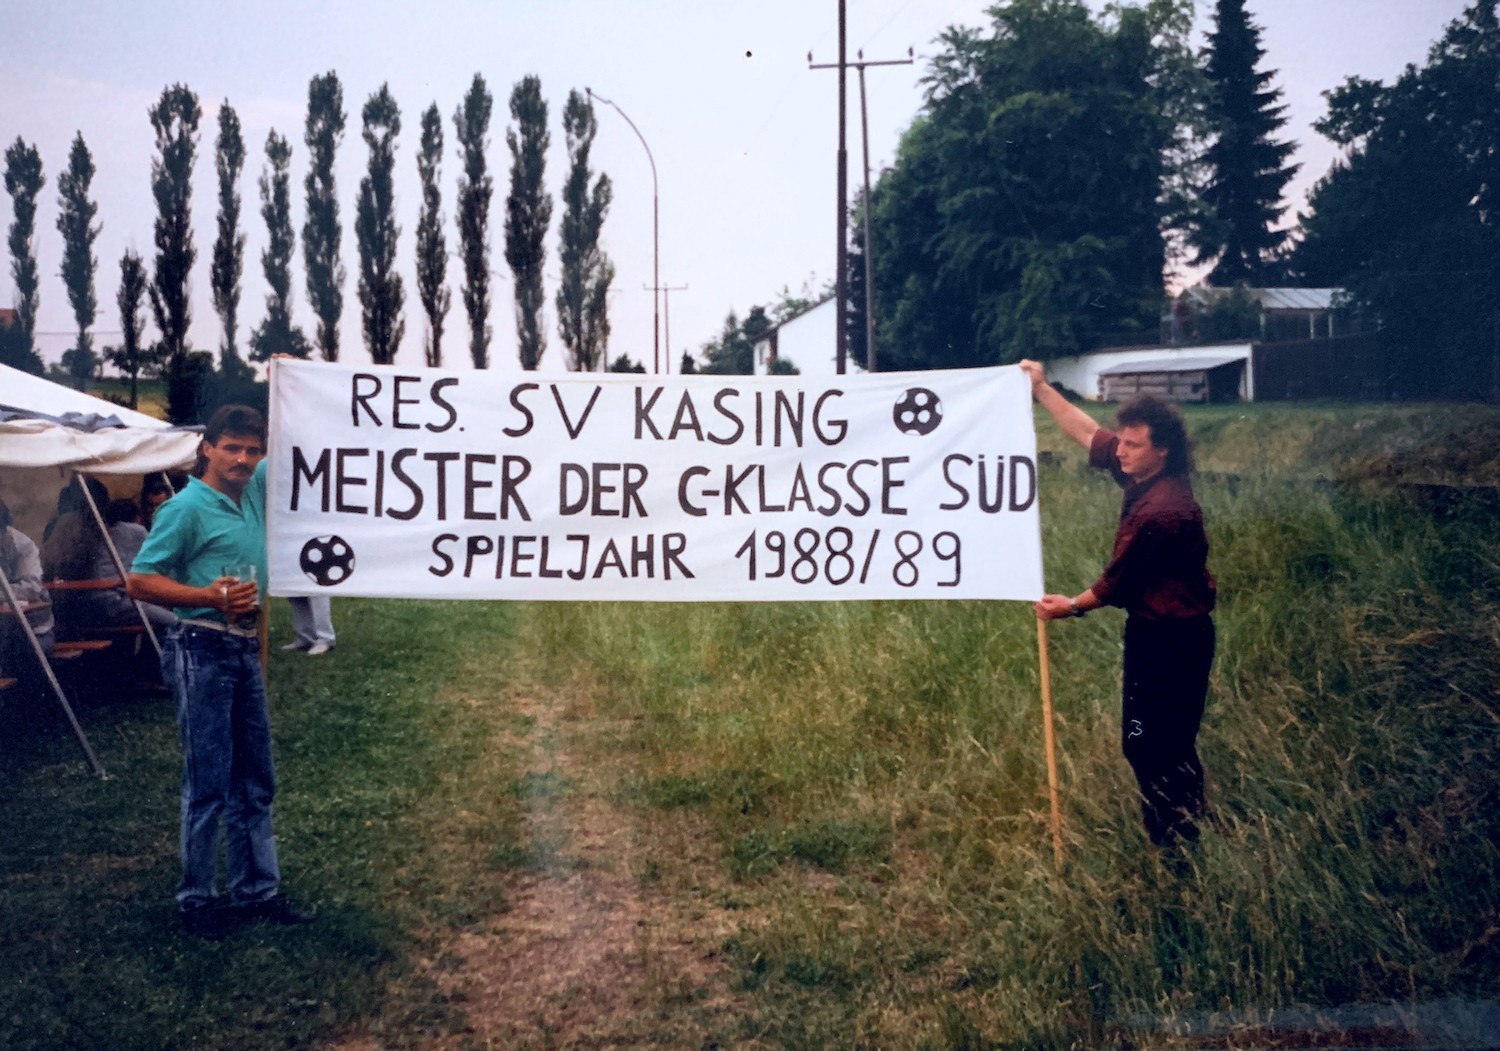 RES. SV KASING
MEISTER DER C-KLASSE SÜD
SPIELJAHR 1988/89